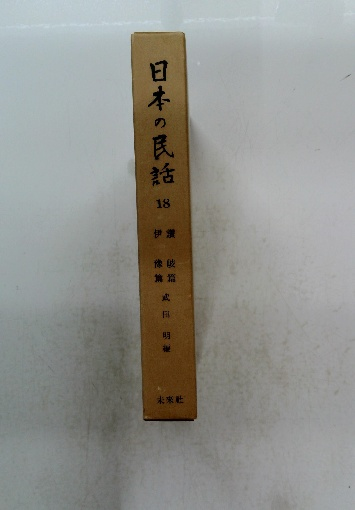 日本の民話
18
讃岐篇
伊豫篇
武田明編
未來社